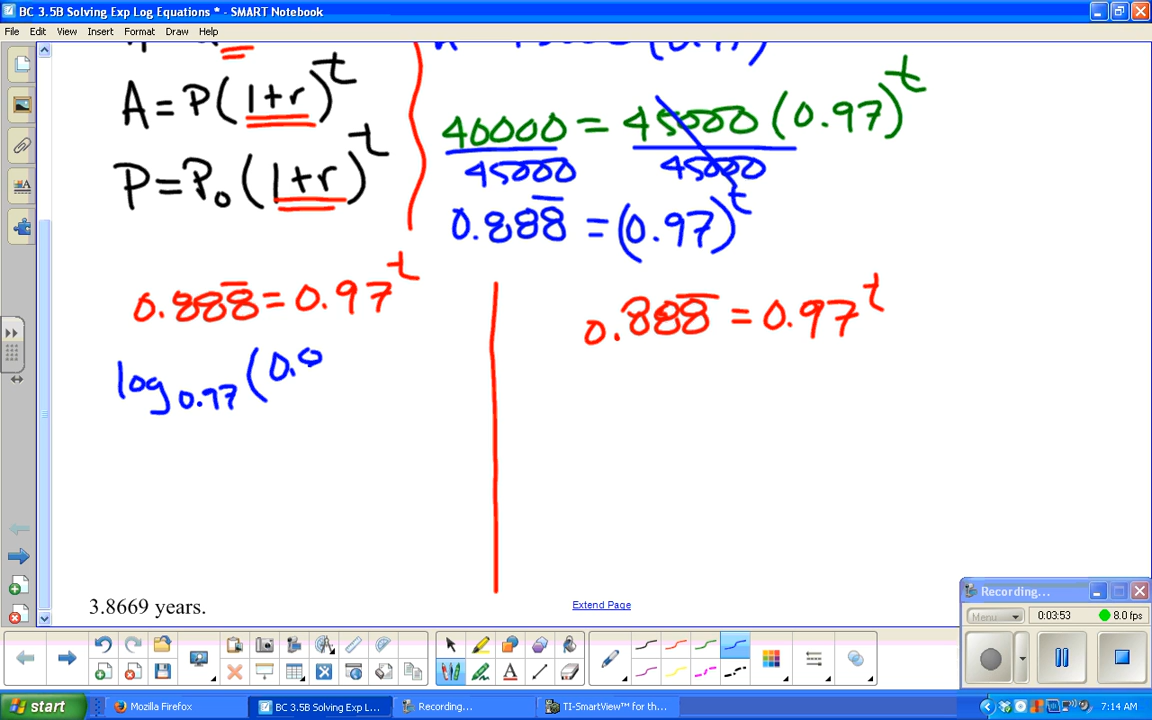 BC 3.5B Solving Exp Log Equations * - SMART Notebook
File Edit View Insert Format Draw Help
A = P(1+r)^t
P = P₀(1+r)^t
40000 = 45000(0.97)^t
45000 45000
0.888̅ = (0.97)^t
0.888̅ = 0.97^t
log₀.₉₇(0.8
0.888̅ = 0.97^t
3.8669 years.
Extend Page
Recording...
Menu
0:03:53
8.0 fps
start
Mozilla Firefox
BC 3.5B Solving Exp L...
Recording...
TI-SmartView™ for th...
7:14 AM